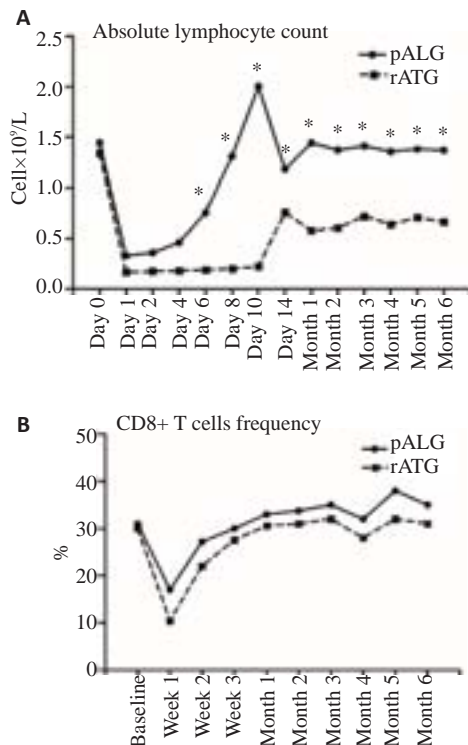 A
Absolute lymphocyte count
pALG
rATG
Cell×10⁹/L
2.5
2.0
1.5
1.0
0.5
0.0
* * * * * * * * * *
Day 0
Day 1
Day 2
Day 4
Day 6
Day 8
Day 10
Day 14
Month 1
Month 2
Month 3
Month 4
Month 5
Month 6
B
CD8+ T cells frequency
pALG
rATG
%
50
40
30
20
10
0
Baseline
Week 1
Week 2
Week 3
Month 1
Month 2
Month 3
Month 4
Month 5
Month 6